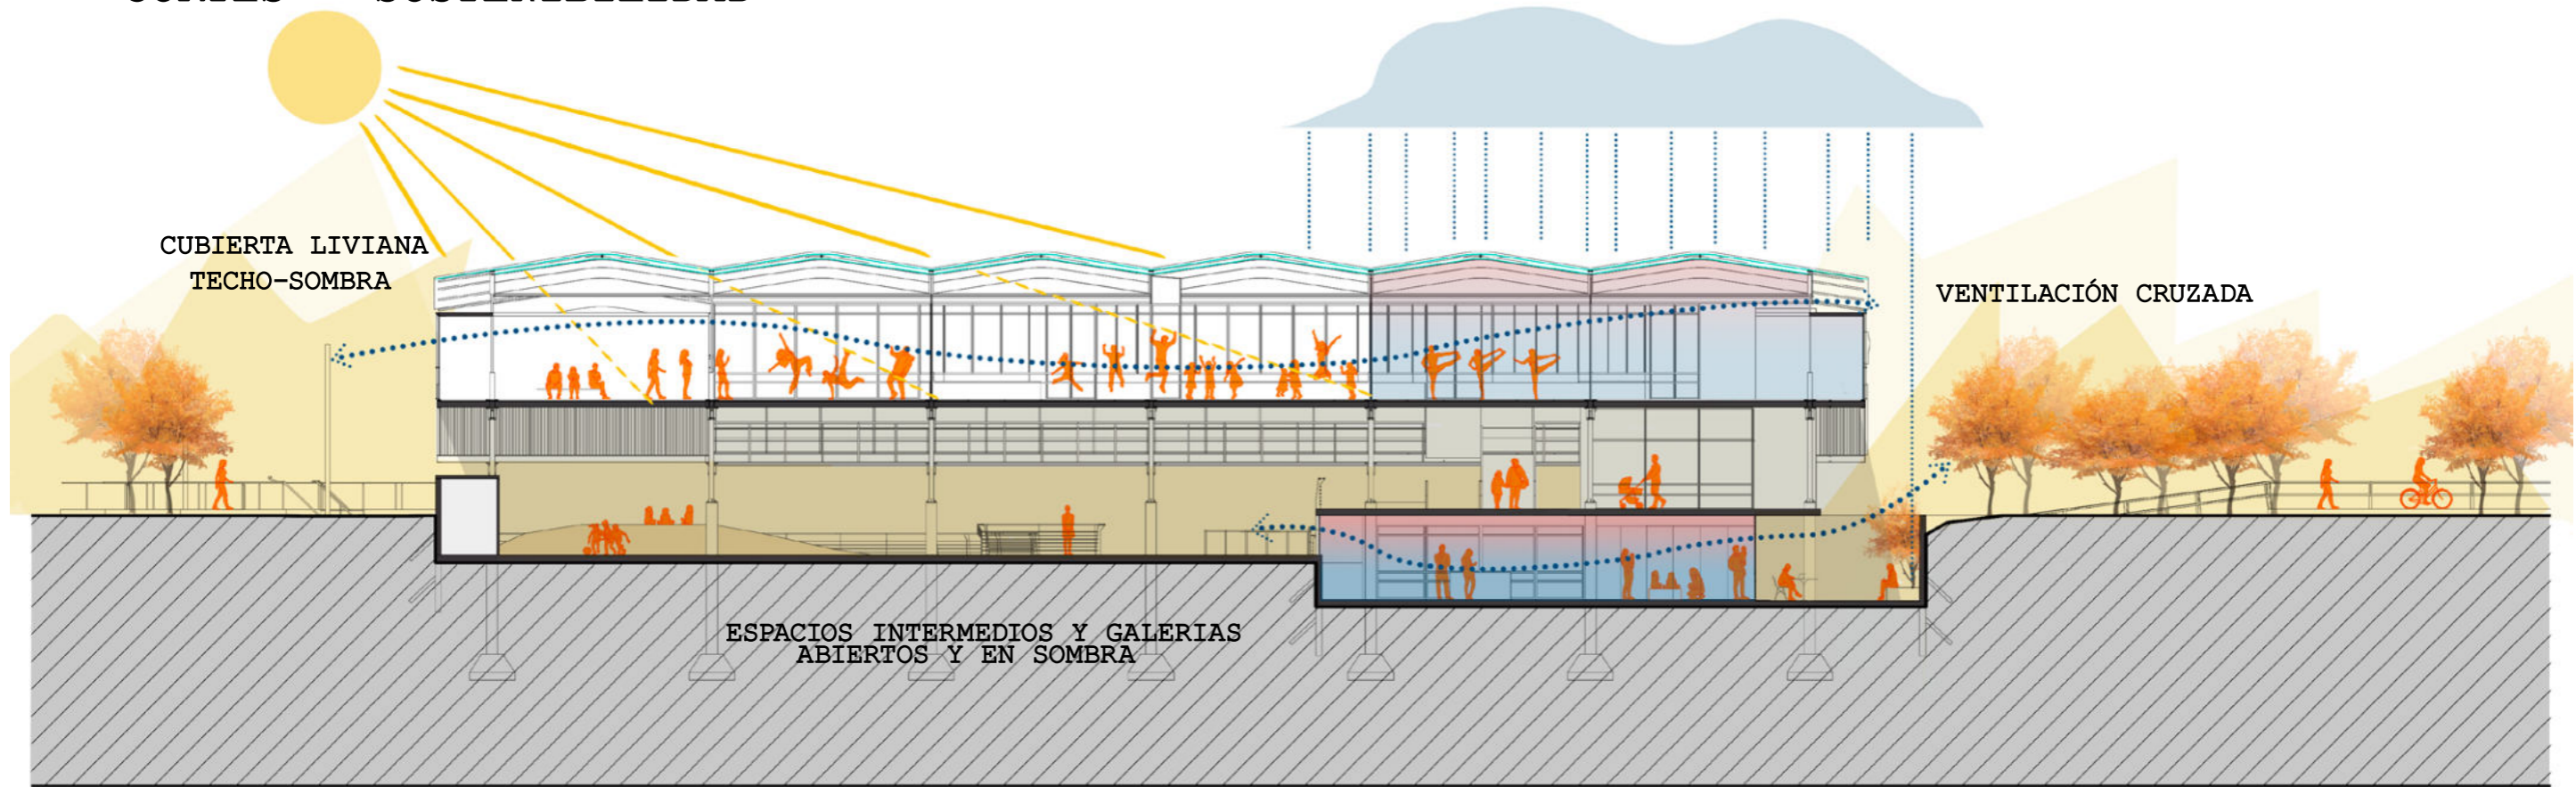 CUBIERTA LIVIANA
TECHO-SOMBRA
VENTILACIÓN CRUZADA
ESPACIOS INTERMEDIOS Y GALERIAS
ABIERTOS Y EN SOMBRA